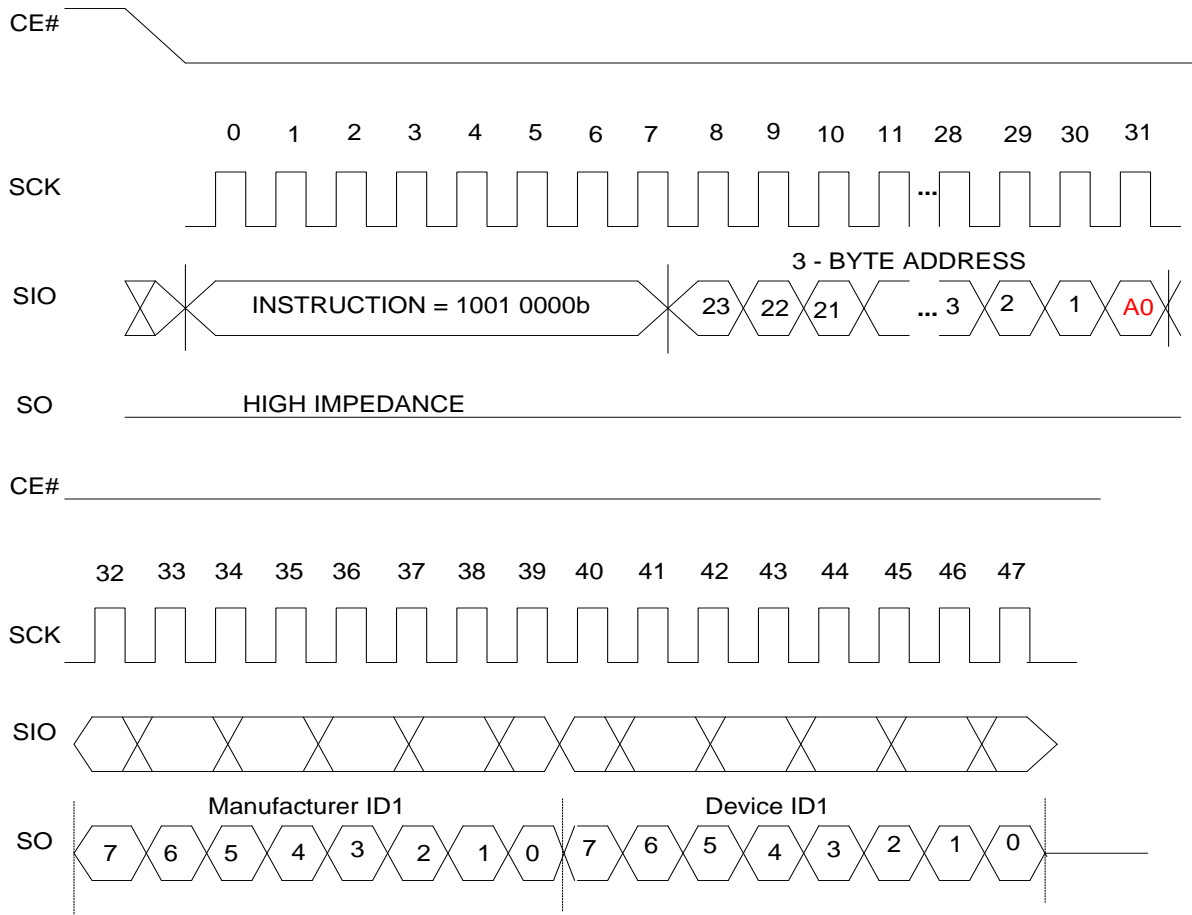 CE#
0 1 2 3 4 5 6 7 8 9 10 11 28 29 30 31
SCK ...
3 - BYTE ADDRESS
SIO INSTRUCTION = 1001 0000b 23 22 21 ... 3 2 1 A0
SO HIGH IMPEDANCE
CE#
32 33 34 35 36 37 38 39 40 41 42 43 44 45 46 47
SCK
SIO
Manufacturer ID1 Device ID1
SO 7 6 5 4 3 2 1 0 7 6 5 4 3 2 1 0